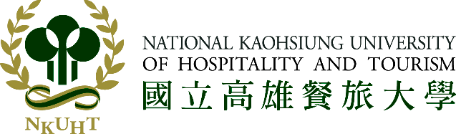 NATIONAL KAOHSIUNG UNIVERSITY
OF HOSPITALITY AND TOURISM
國立高雄餐旅大學
NKUHT